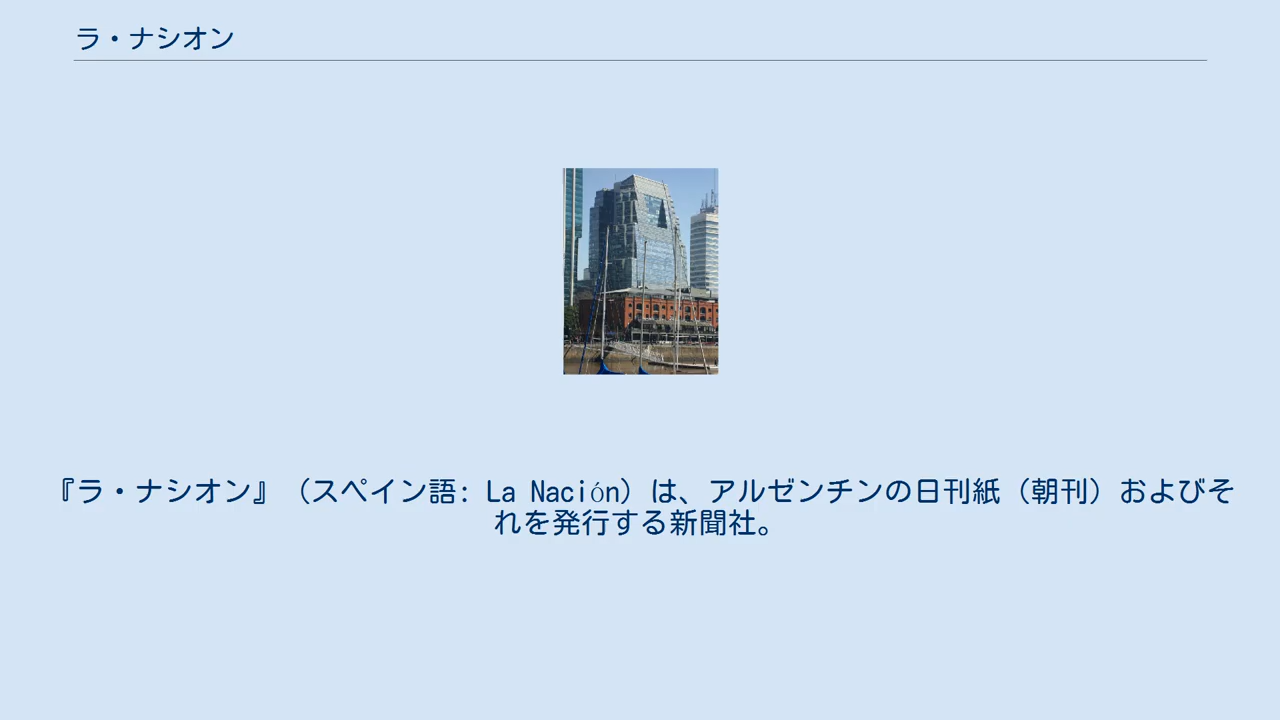 ラ・ナシオン
『ラ・ナシオン』（スペイン語: La Nación）は、アルゼンチンの日刊紙（朝刊）およびそ
れを発行する新聞社。